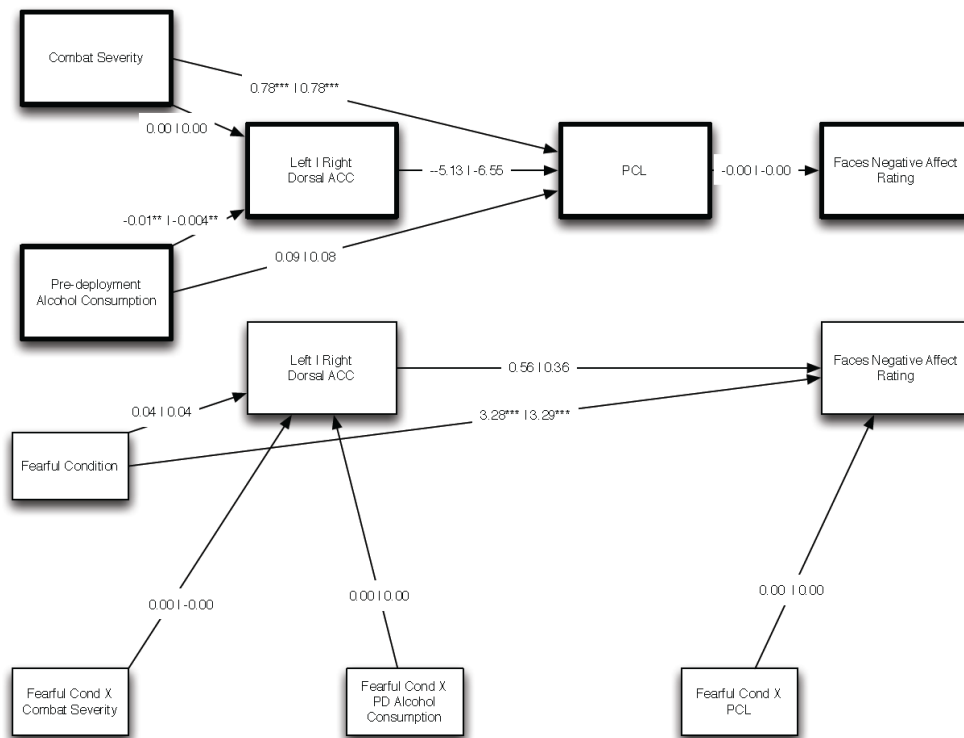 Combat Severity
0.78*** | 0.78***
0.00 | 0.00
Left | Right
Dorsal ACC
--5.13 | -6.55
PCL
-0.00 | -0.00
Faces Negative Affect
Rating
-0.01** | -0.004**
0.09 | 0.08
Pre-deployment
Alcohol Consumption
Left | Right
Dorsal ACC
0.56 | 0.36
Faces Negative Affect
Rating
0.04 | 0.04
3.28*** | 3.29***
Fearful Condition
0.00 | -0.00
0.00 | 0.00
0.00 | 0.00
Fearful Cond X
Combat Severity
Fearful Cond X
PD Alcohol
Consumption
Fearful Cond X
PCL